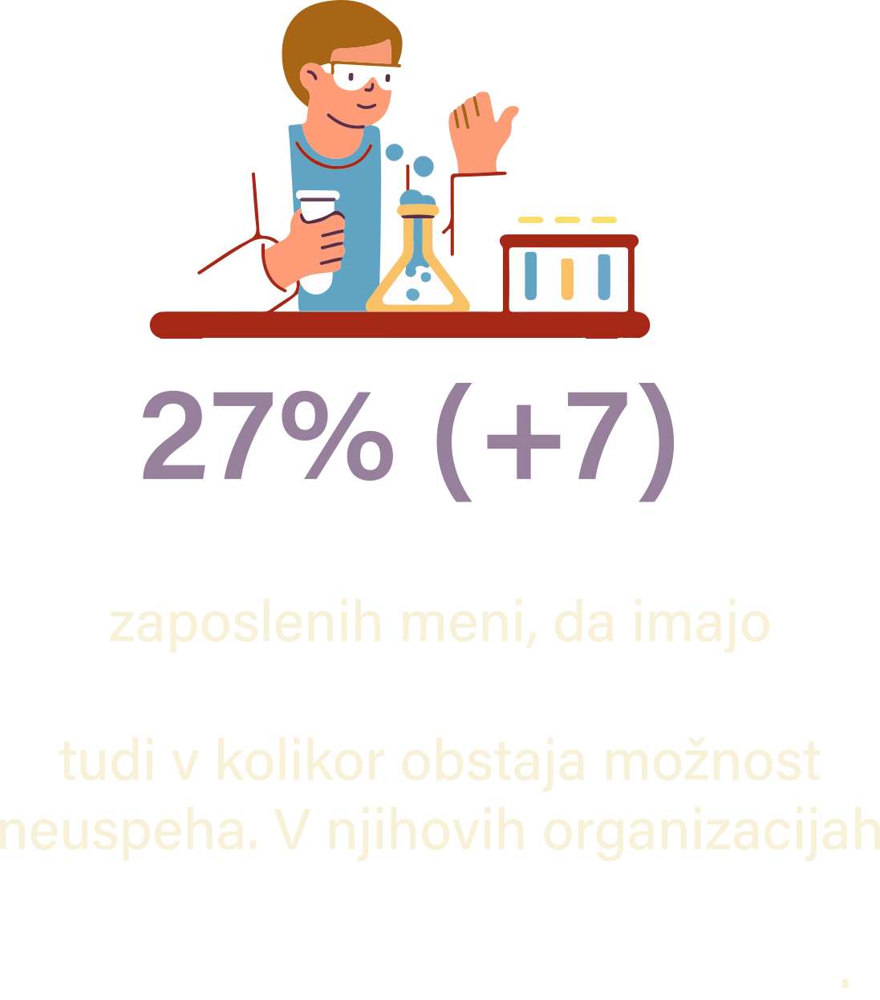 27% (+7)
zaposlenih meni, da imajo
tudi v kolikor obstaja možnost
neuspeha. V njihovih organizacijah
.